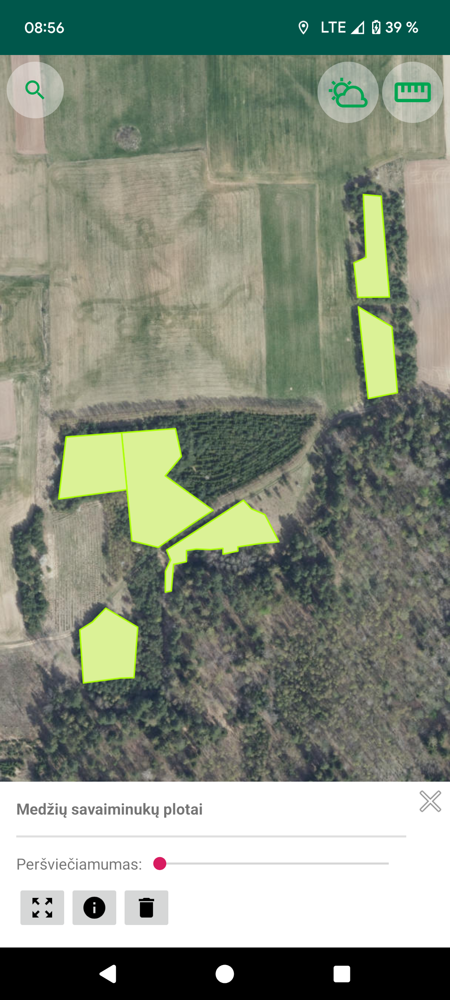 08:56
LTE 39 %
Medžių savaiminukų plotai
Peršviečiamumas: